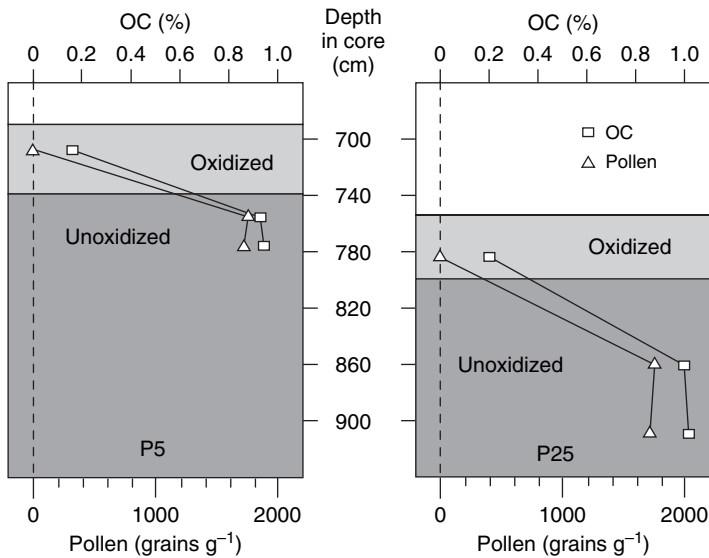 OC (%)
0 0.2 0.4 0.6 0.8 1.0
Depth
in core
(cm)
OC (%)
0 0.2 0.4 0.6 0.8 1.0
700
740
780
820
860
900
Oxidized
Unoxidized
P5
OC
Pollen
Oxidized
Unoxidized
P25
0 1000 2000
Pollen (grains g⁻¹)
0 1000 2000
Pollen (grains g⁻¹)